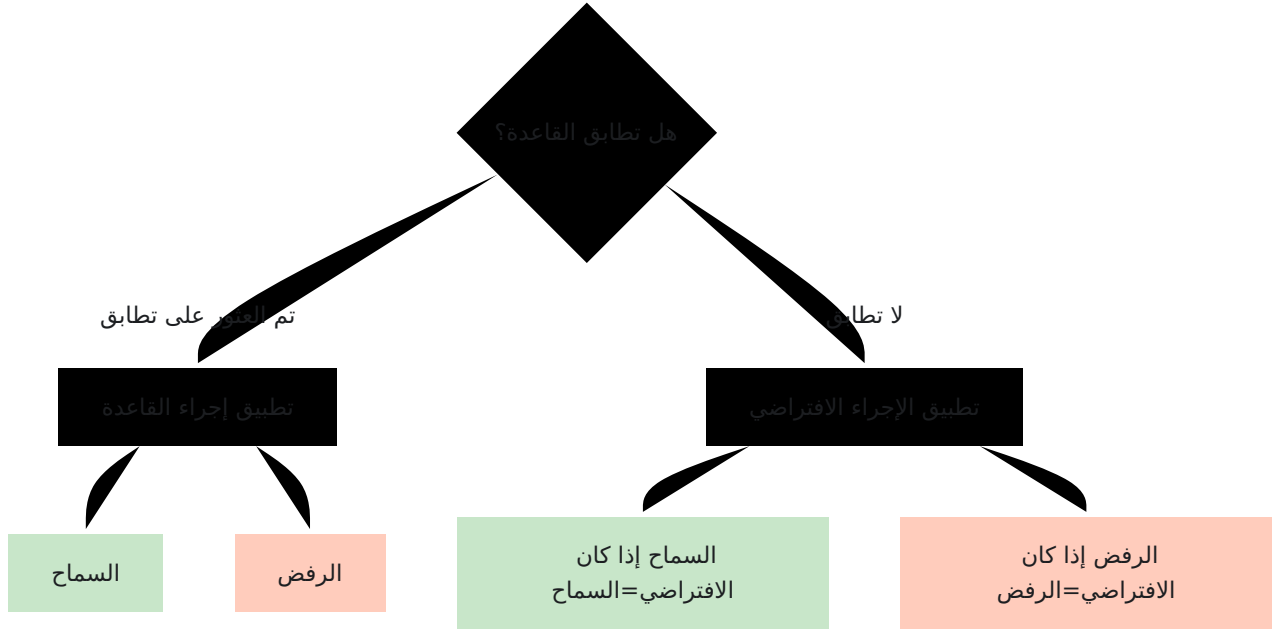 هل تطابق القاعدة؟
تم العثور على تطابق
لا تطابق
تطبيق إجراء القاعدة
تطبيق الإجراء الافتراضي
السماح
الرفض
السماح إذا كان
الافتراضي=السماح
الرفض إذا كان
الافتراضي=الرفض